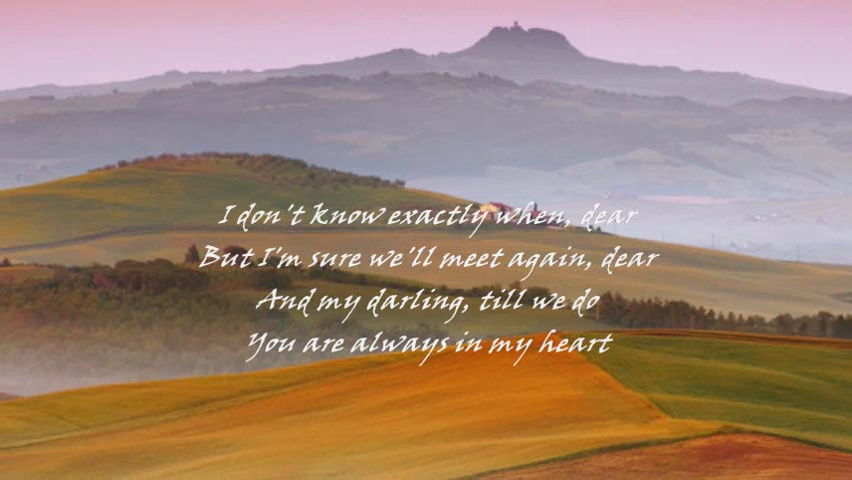 I don't know exactly when, dear
But I'm sure we'll meet again, dear
And my darling, till we do
You are always in my heart